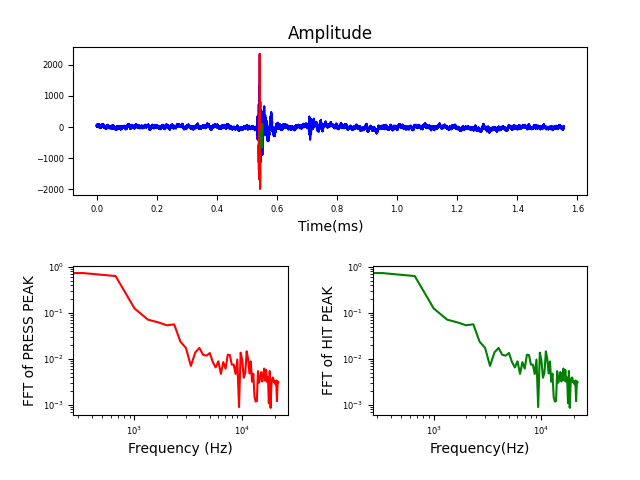 Amplitude
2000
1000
0
−1000
−2000
0.0 0.2 0.4 0.6 0.8 1.0 1.2 1.4 1.6
Time(ms)
FFT of PRESS PEAK
10⁰
10⁻¹
10⁻²
10⁻³
10³ 10⁴
Frequency (Hz)
FFT of HIT PEAK
10⁰
10⁻¹
10⁻²
10⁻³
10³ 10⁴
Frequency(Hz)